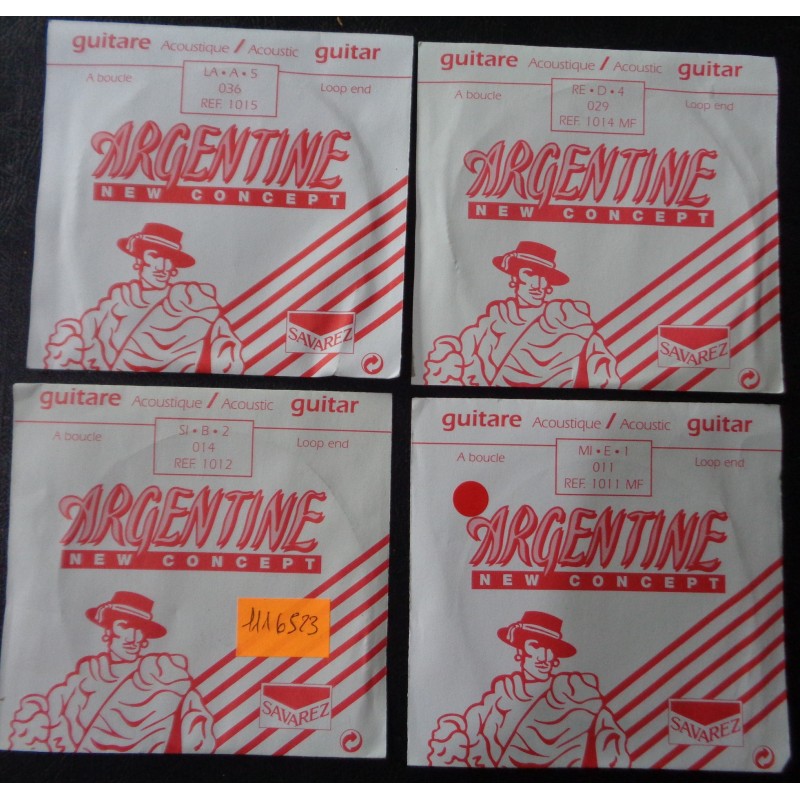 guitare Acoustique / Acoustic guitar
A boucle
LA • A • 5
036
REF. 1015
Loop end
ARGENTINE
NEW CONCEPT
SAVAREZ
guitare Acoustique / Acoustic guitar
A boucle
RE • D • 4
029
REF. 1014 MF
Loop end
ARGENTINE
NEW CONCEPT
SAVAREZ
guitare Acoustique / Acoustic guitar
A boucle
SI • B • 2
014
REF. 1012
Loop end
ARGENTINE
NEW CONCEPT
1116523
SAVAREZ
guitare Acoustique / Acoustic guitar
A boucle
MI • E • 1
011
REF. 1011 MF
Loop end
ARGENTINE
NEW CONCEPT
SAVAREZ